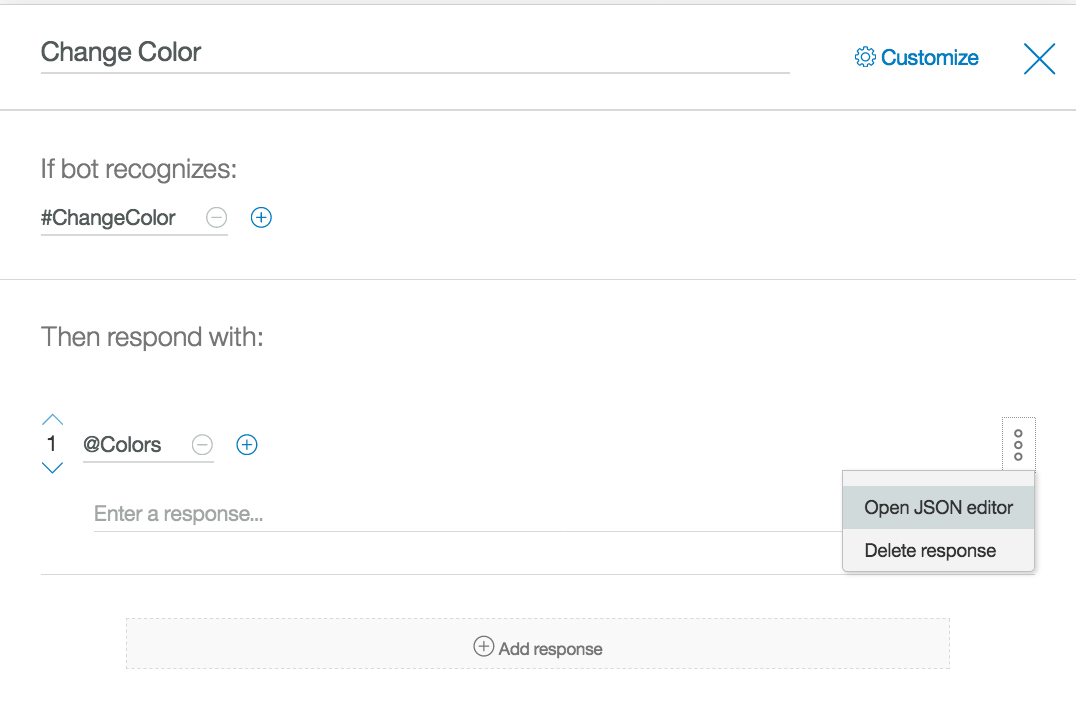 Change Color
Customize
If bot recognizes:
#ChangeColor
Then respond with:
1 @Colors
Enter a response...
Open JSON editor
Delete response
Add response